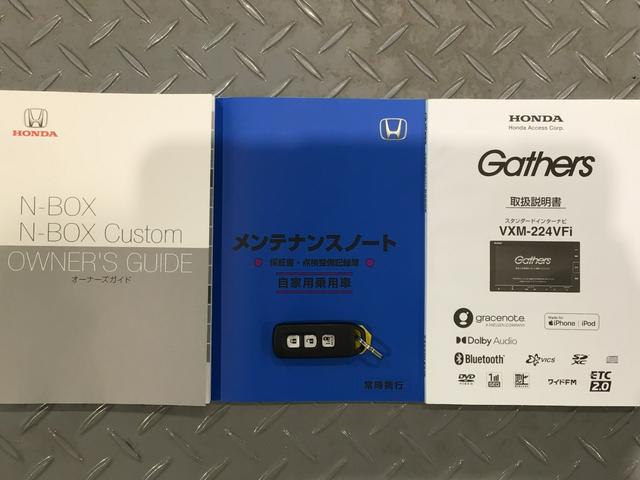 HONDA
N-BOX
N-BOX Custom
OWNER'S GUIDE
オーナーズガイド
メンテナンスノート
保証書・点検整備記録簿
自家用乗用車
常時携行
HONDA
Honda Access Corp.
Gathers
取扱説明書
スタンダードインターナビ
VXM-224VFi
Gathers
gracenote.
A NIELSEN COMPANY
Made for
iPhone | iPod
Dolby Audio
Bluetooth
VICS
SD XC
DVD
VIDEO
1seg
ワイドFM
ETC
2.0